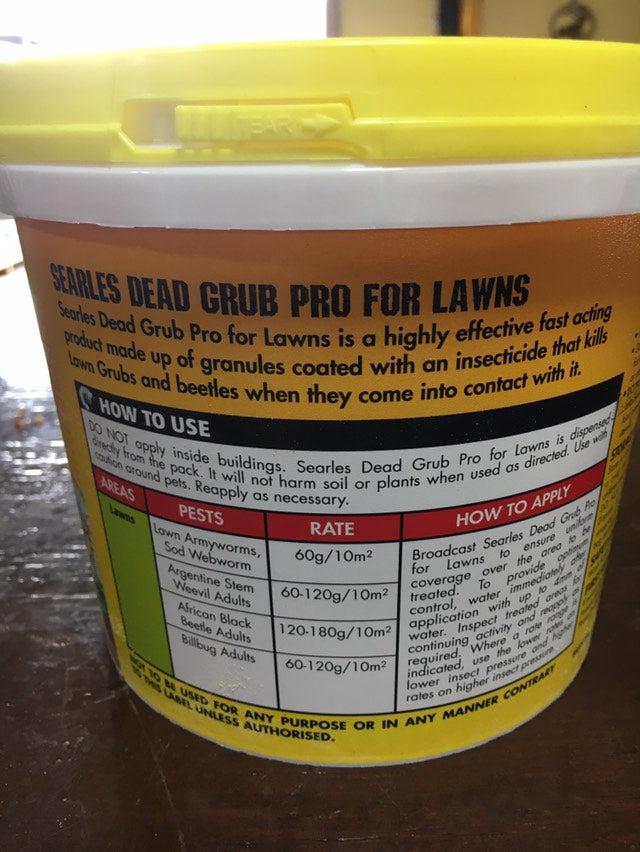 TEAR
SEARLES DEAD GRUB PRO FOR LAWNS
Searles Dead Grub Pro for Lawns is a highly effective fast acting
product made up of granules coated with an insecticide that kills
Lawn Grubs and beetles when they come into contact with it.
HOW TO USE
DO NOT apply inside buildings. Searles Dead Grub Pro for Lawns is dispensed
directly from the pack. It will not harm soil or plants when used as directed. Use with
caution around pets. Reapply as necessary.
AREAS PESTS RATE HOW TO APPLY
Lawns
Lawn Armyworms,
Sod Webworm
60g/10m²
Argentine Stem
Weevil Adults
60-120g/10m²
African Black
Beetle Adults
120-180g/10m²
Billbug Adults
60-120g/10m²
Broadcast Searles Dead Grub Pro
for Lawns to ensure uniform
coverage over the area to be
treated. To provide optimum
control, water immediately after
application with up to 4mm of
water. Inspect treated areas for
continuing activity and reapply as
required. Where a rate range is
indicated, use the lower rates on
lower insect pressure and higher
rates on higher insect pressure.
NOT TO BE USED FOR ANY PURPOSE OR IN ANY MANNER CONTRARY
TO THIS LABEL UNLESS AUTHORISED.